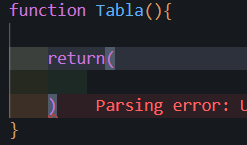 function Tabla(){
return(
) Parsing error: U
}